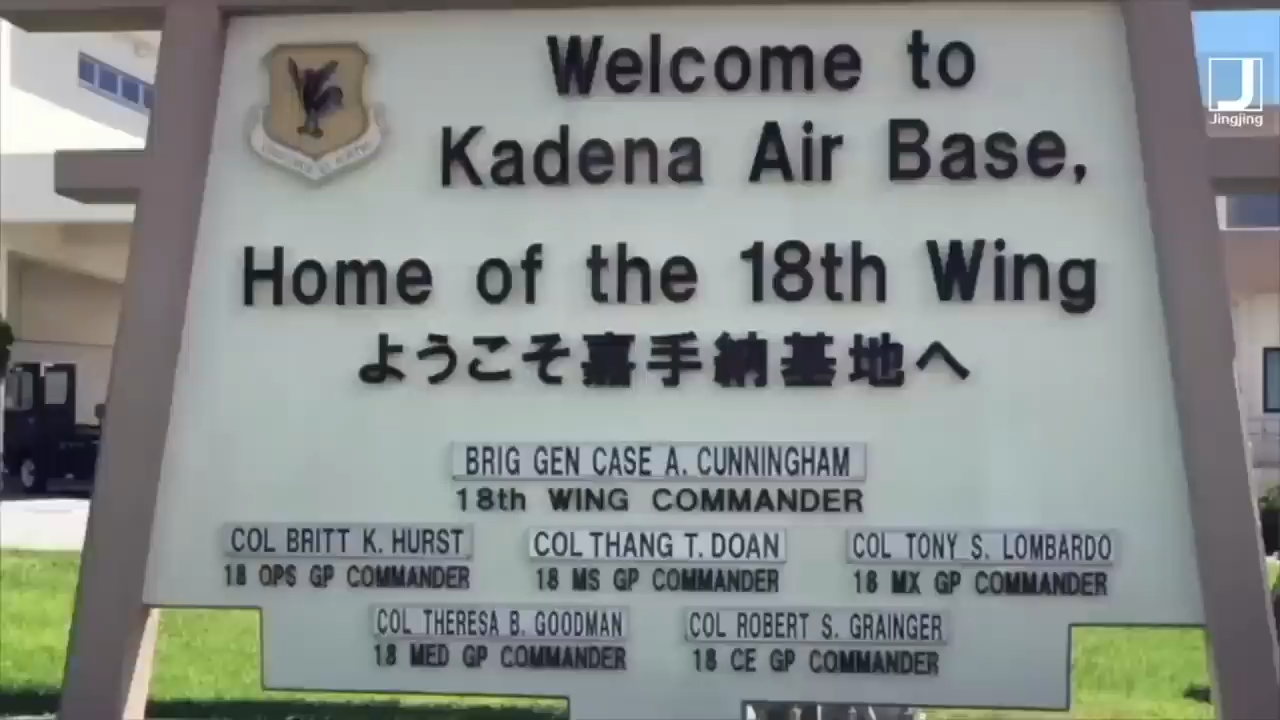 Welcome to
Kadena Air Base,
Home of the 18th Wing
ようこそ嘉手納基地へ
BRIG GEN CASE A. CUNNINGHAM
18th WING COMMANDER
COL BRITT K. HURST
18 OPS GP COMMANDER
COL THANG T. DOAN
18 MS GP COMMANDER
COL TONY S. LOMBARDO
18 MX GP COMMANDER
COL THERESA B. GOODMAN
18 MED GP COMMANDER
COL ROBERT S. GRAINGER
18 CE GP COMMANDER
J
Jingjing